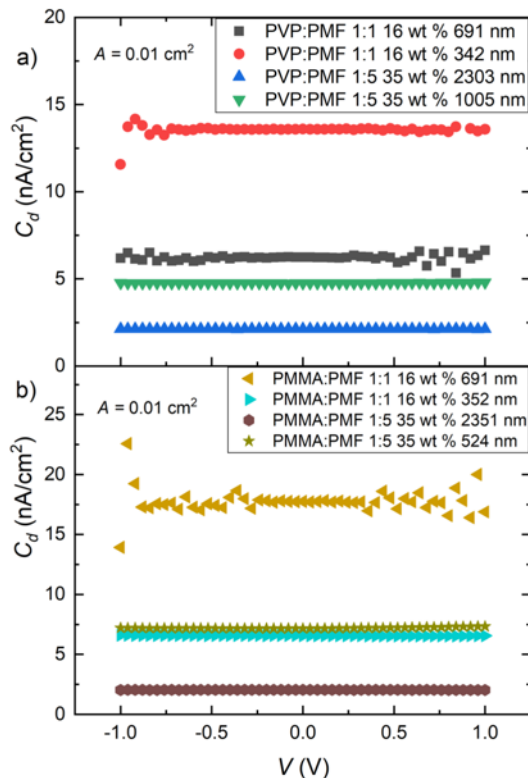 a)
A = 0.01 cm²
PVP:PMF 1:1 16 wt % 691 nm
PVP:PMF 1:1 16 wt % 342 nm
PVP:PMF 1:5 35 wt % 2303 nm
PVP:PMF 1:5 35 wt % 1005 nm
20
15
10
5
0
C_d (nA/cm²)
b)
A = 0.01 cm²
PMMA:PMF 1:1 16 wt % 691 nm
PMMA:PMF 1:1 16 wt % 352 nm
PMMA:PMF 1:5 35 wt % 2351 nm
PMMA:PMF 1:5 35 wt % 524 nm
25
20
15
10
5
0
C_d (nA/cm²)
-1.0 -0.5 0.0 0.5 1.0
V (V)